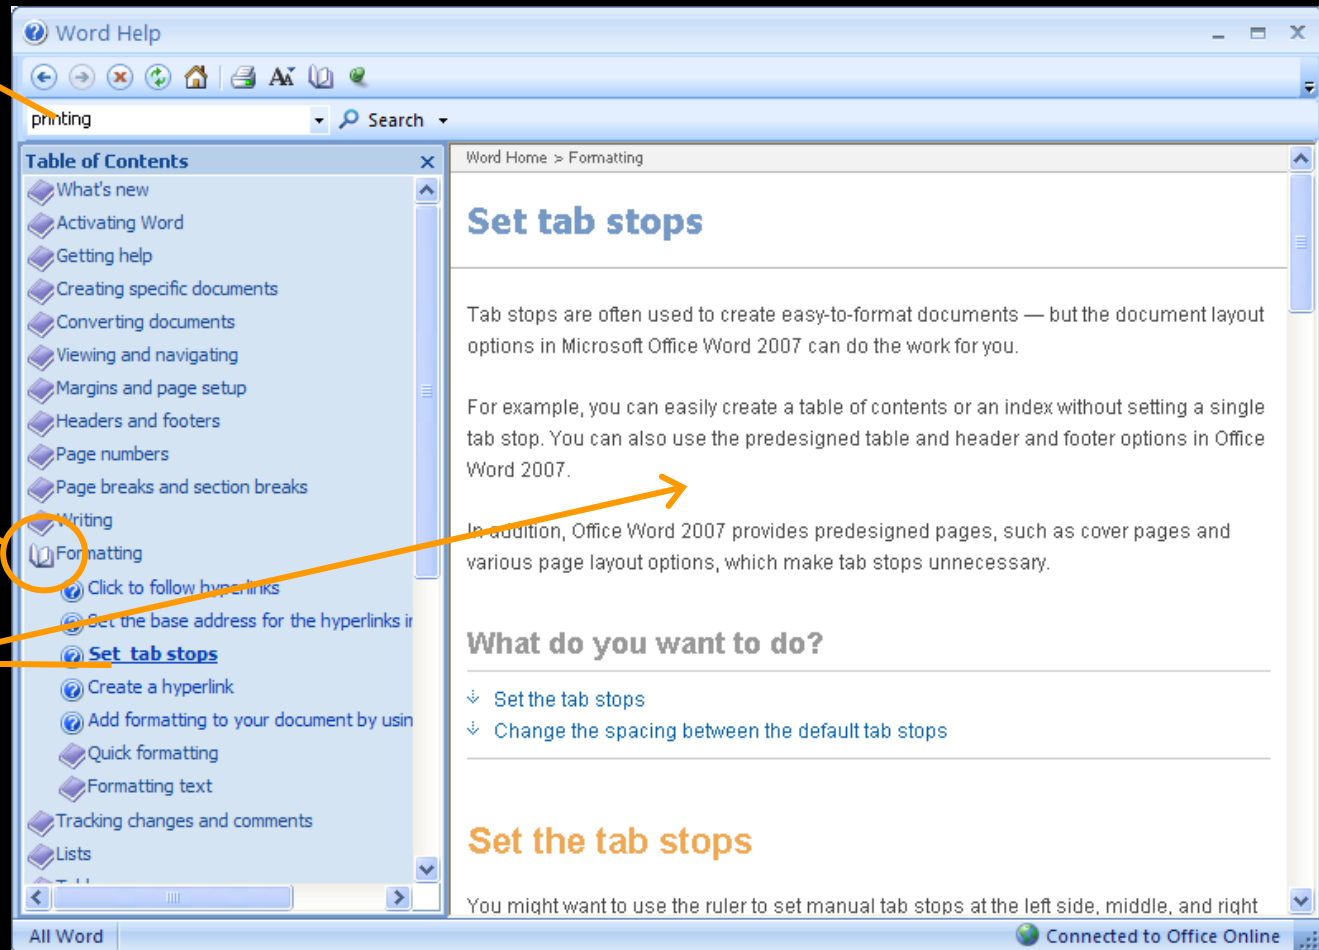 Word Help
printing
Search
Table of Contents
What's new
Activating Word
Getting help
Creating specific documents
Converting documents
Viewing and navigating
Margins and page setup
Headers and footers
Page numbers
Page breaks and section breaks
Writing
Formatting
Click to follow hyperlinks
Set the base address for the hyperlinks in
Set tab stops
Create a hyperlink
Add formatting to your document by usin
Quick formatting
Formatting text
Tracking changes and comments
Lists
All Word
Word Home > Formatting
Set tab stops
Tab stops are often used to create easy-to-format documents — but the document layout
options in Microsoft Office Word 2007 can do the work for you.
For example, you can easily create a table of contents or an index without setting a single
tab stop. You can also use the predesigned table and header and footer options in Office
Word 2007.
In addition, Office Word 2007 provides predesigned pages, such as cover pages and
various page layout options, which make tab stops unnecessary.
What do you want to do?
Set the tab stops
Change the spacing between the default tab stops
Set the tab stops
You might want to use the ruler to set manual tab stops at the left side, middle, and right
Connected to Office Online